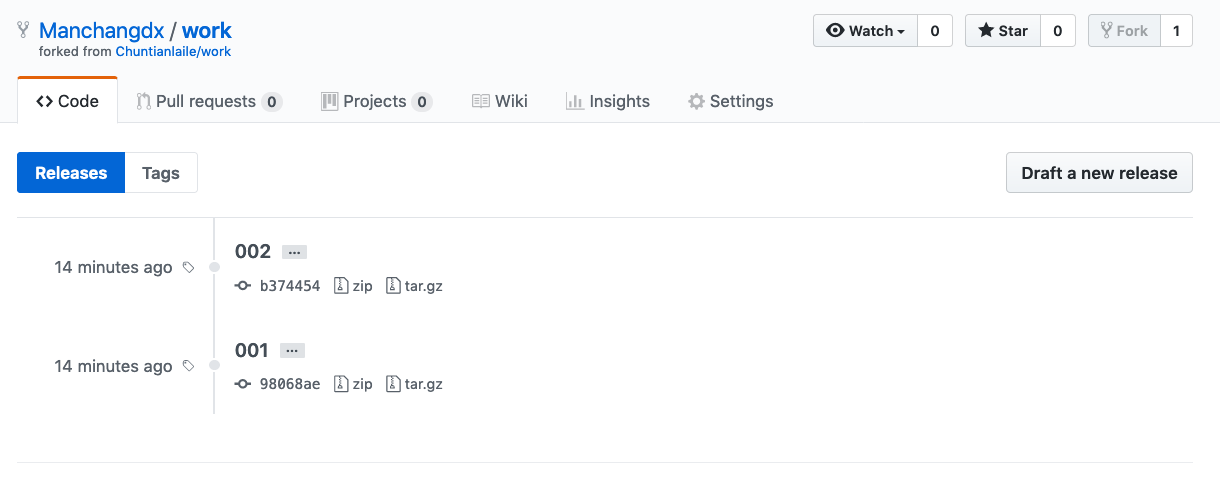 Manchangdx / work
forked from Chuntianlaile/work
Watch 0 Star 0 Fork 1
Code Pull requests 0 Projects 0 Wiki Insights Settings
Releases Tags Draft a new release
002 ...
14 minutes ago
b374454 zip tar.gz
001 ...
14 minutes ago
98068ae zip tar.gz